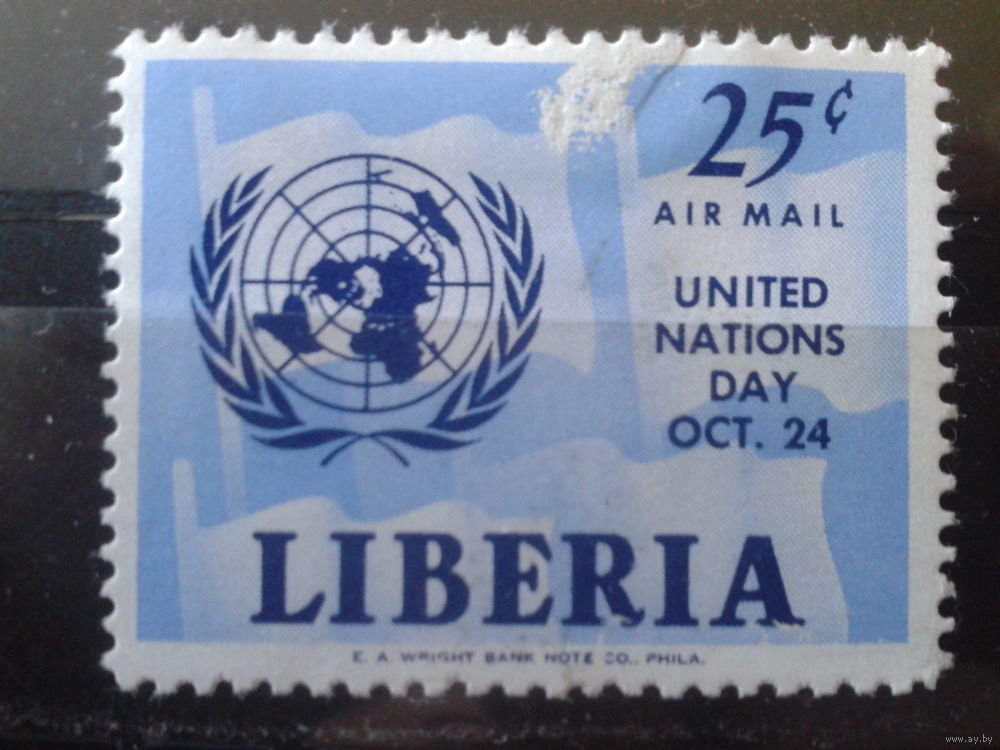 25¢
AIR MAIL
UNITED
NATIONS
DAY
OCT. 24
LIBERIA
E. A. WRIGHT BANK NOTE CO., PHILA.
www.ay.by